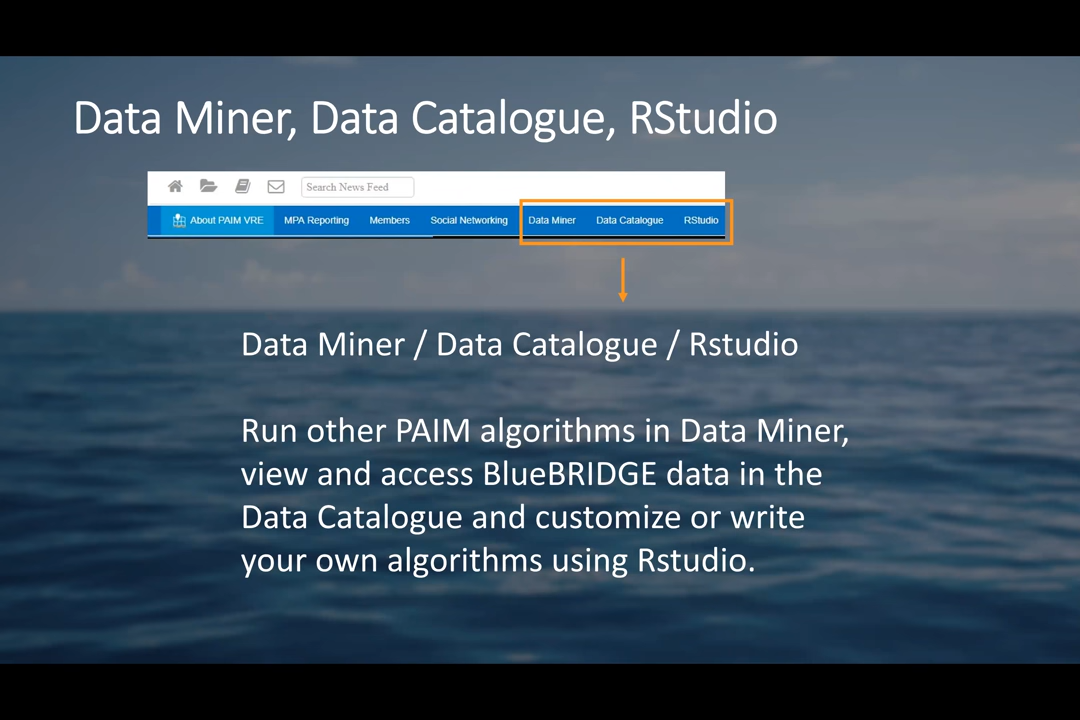 Data Miner, Data Catalogue, RStudio
Search News Feed
About PAIM VRE MPA Reporting Members Social Networking Data Miner Data Catalogue RStudio
Data Miner / Data Catalogue / Rstudio
Run other PAIM algorithms in Data Miner,
view and access BlueBRIDGE data in the
Data Catalogue and customize or write
your own algorithms using Rstudio.